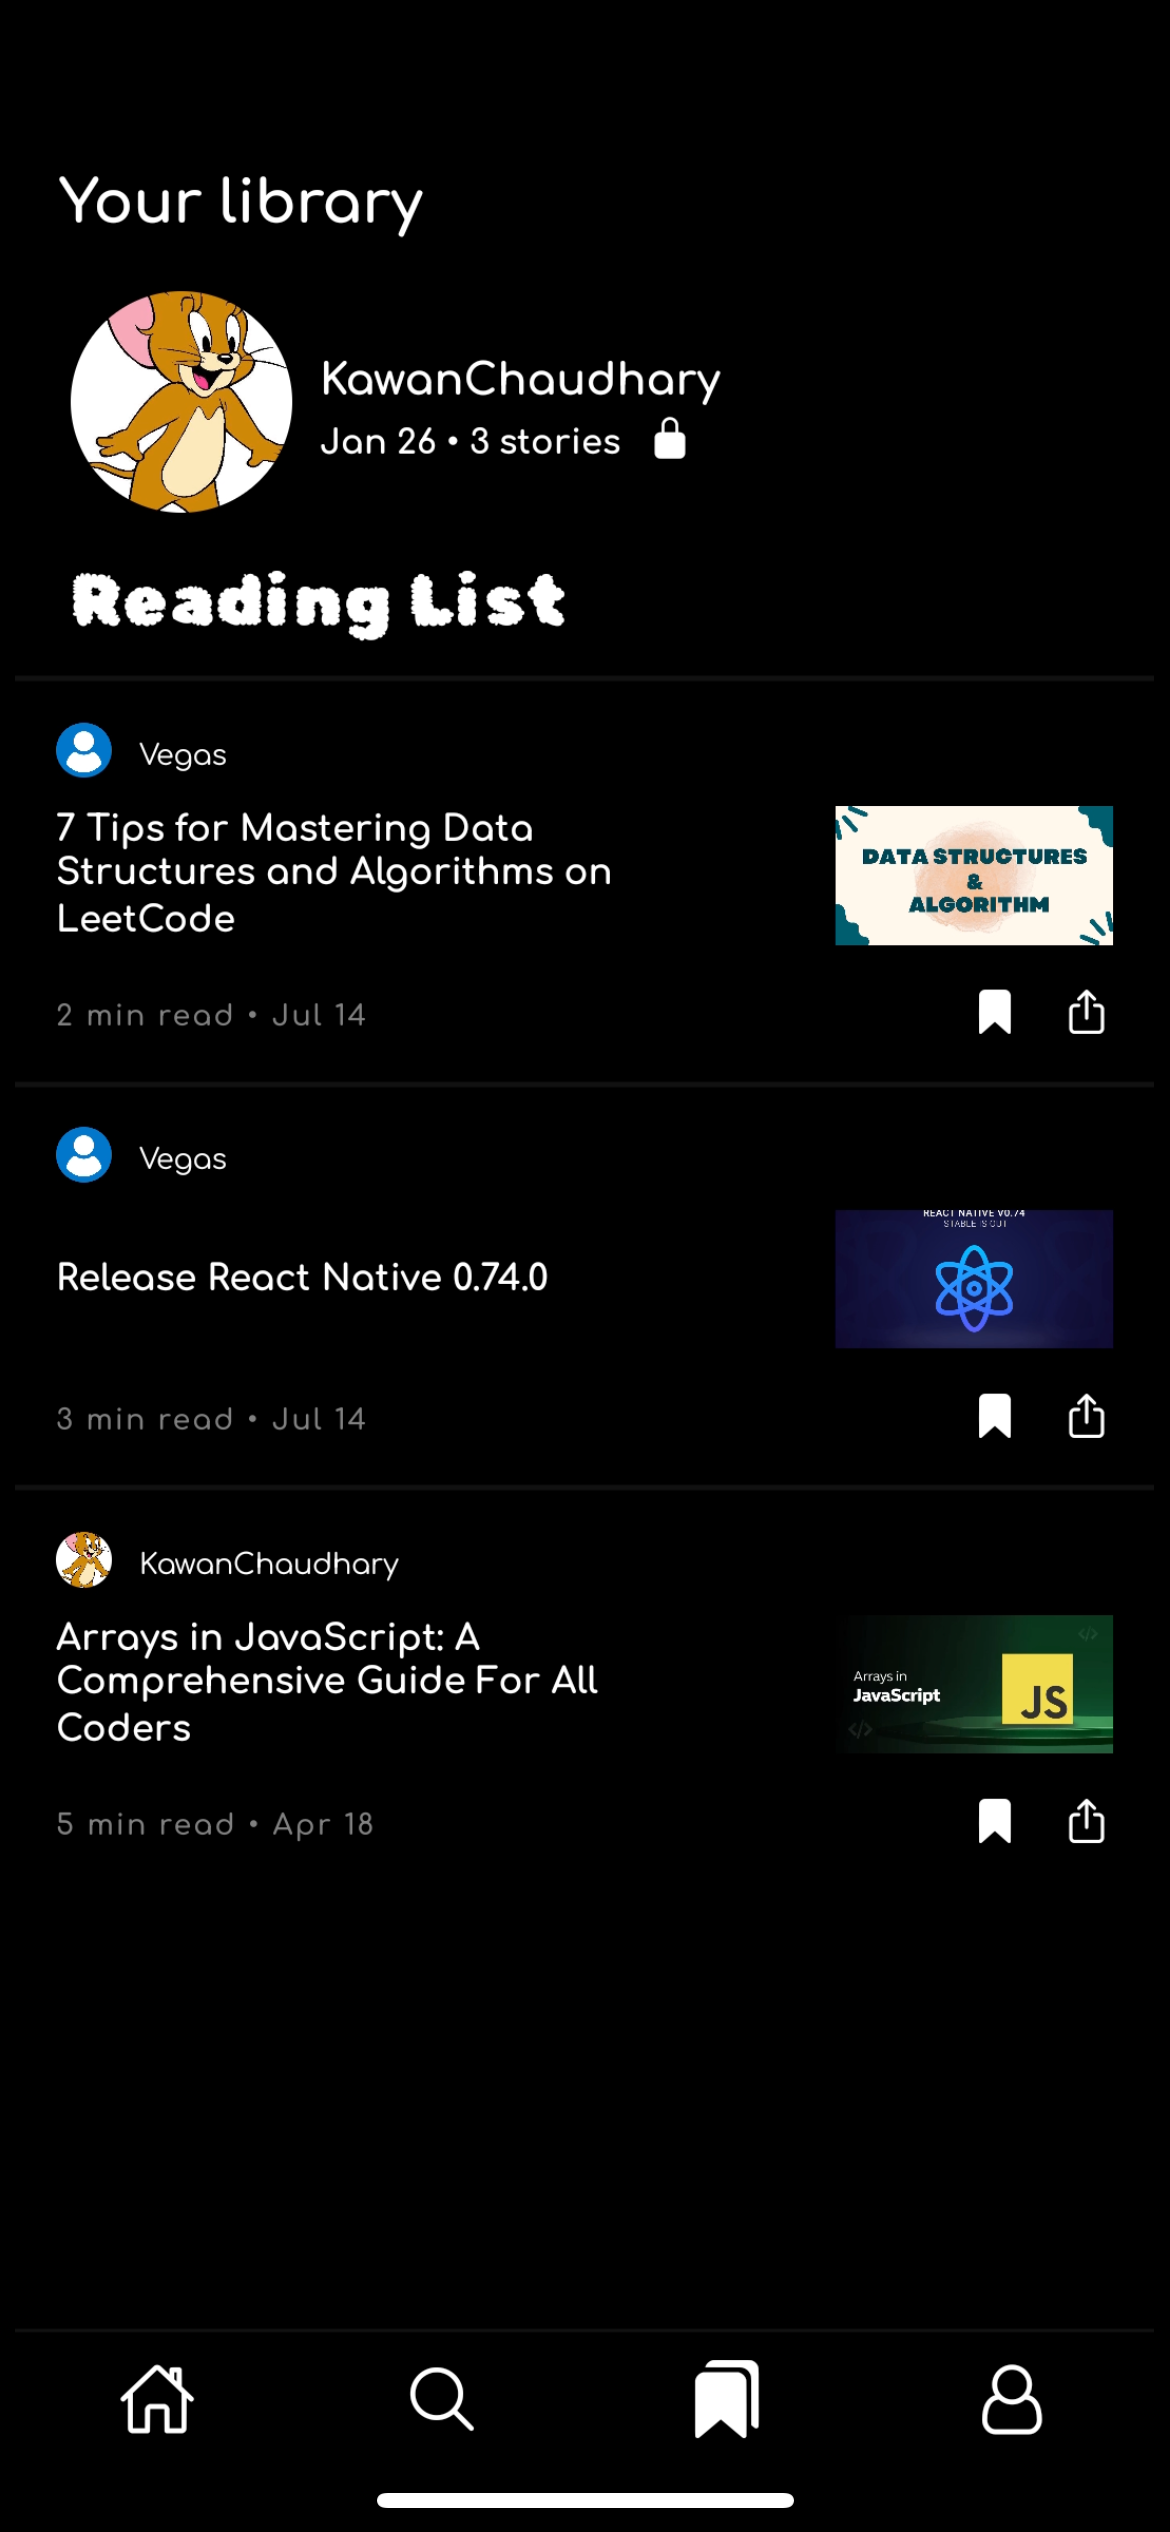 Your library
KawanChaudhary
Jan 26 • 3 stories
Reading List
Vegas
7 Tips for Mastering Data
Structures and Algorithms on
LeetCode
DATA STRUCTURES
&
ALGORITHM
2 min read • Jul 14
Vegas
REACT NATIVE V0.74
STABLE IS OUT
Release React Native 0.74.0
3 min read • Jul 14
KawanChaudhary
Arrays in JavaScript: A
Comprehensive Guide For All
Coders
Arrays in
JavaScript
JS
</>
</>
5 min read • Apr 18